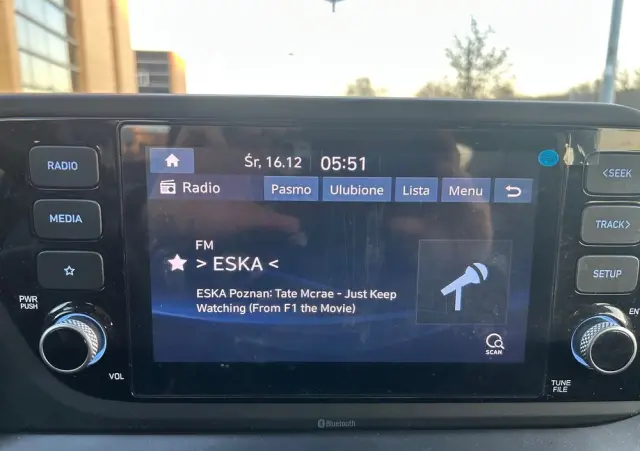 RADIO
MEDIA
PWR
PUSH
VOL
Śr, 16.12 05:51
Radio
Pasmo
Ulubione
Lista
Menu
FM
> ESKA <
ESKA Poznan: Tate Mcrae - Just Keep
Watching (From F1 the Movie)
SCAN
<SEEK
TRACK>
SETUP
TUNE
FILE
Bluetooth